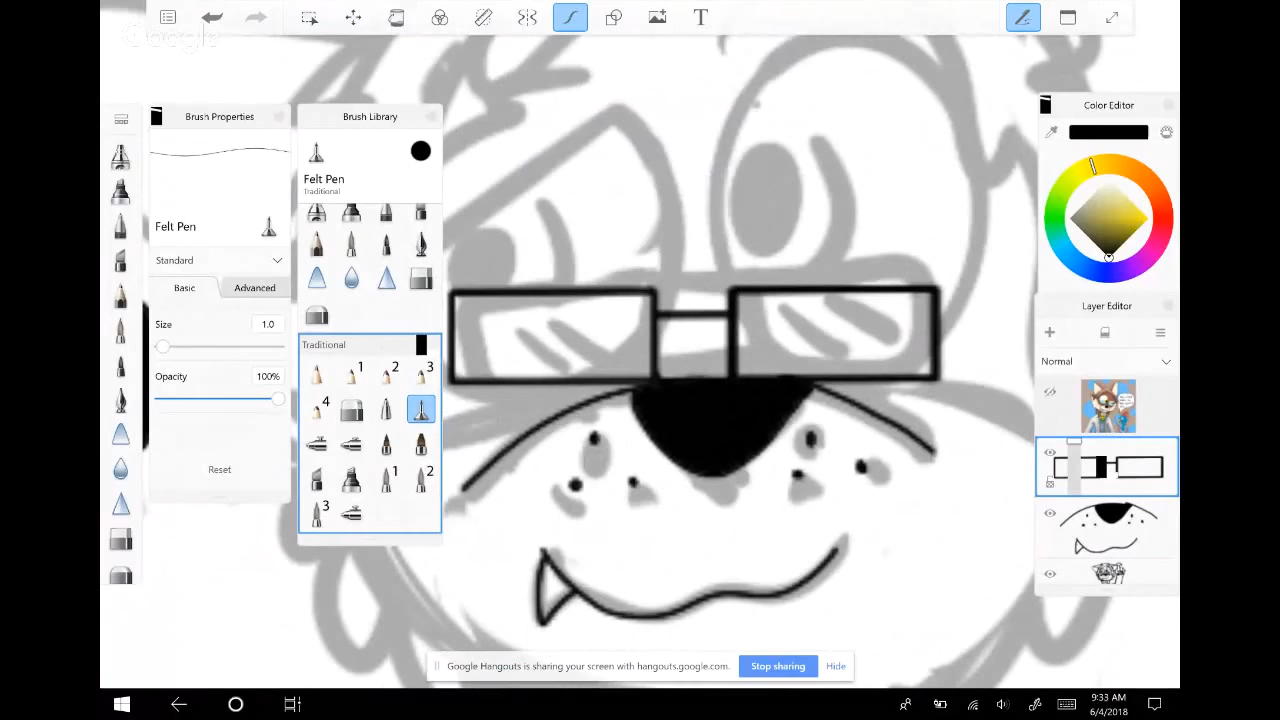 T
Google
Brush Properties
Brush Library
Color Editor
Felt Pen
Traditional
Felt Pen
Standard
Basic
Advanced
Size
1.0
Opacity
100%
Reset
Traditional
1
2
3
4
1
2
3
Layer Editor
Normal
Google Hangouts is sharing your screen with hangouts.google.com.
Stop sharing
Hide
9:33 AM
6/4/2018